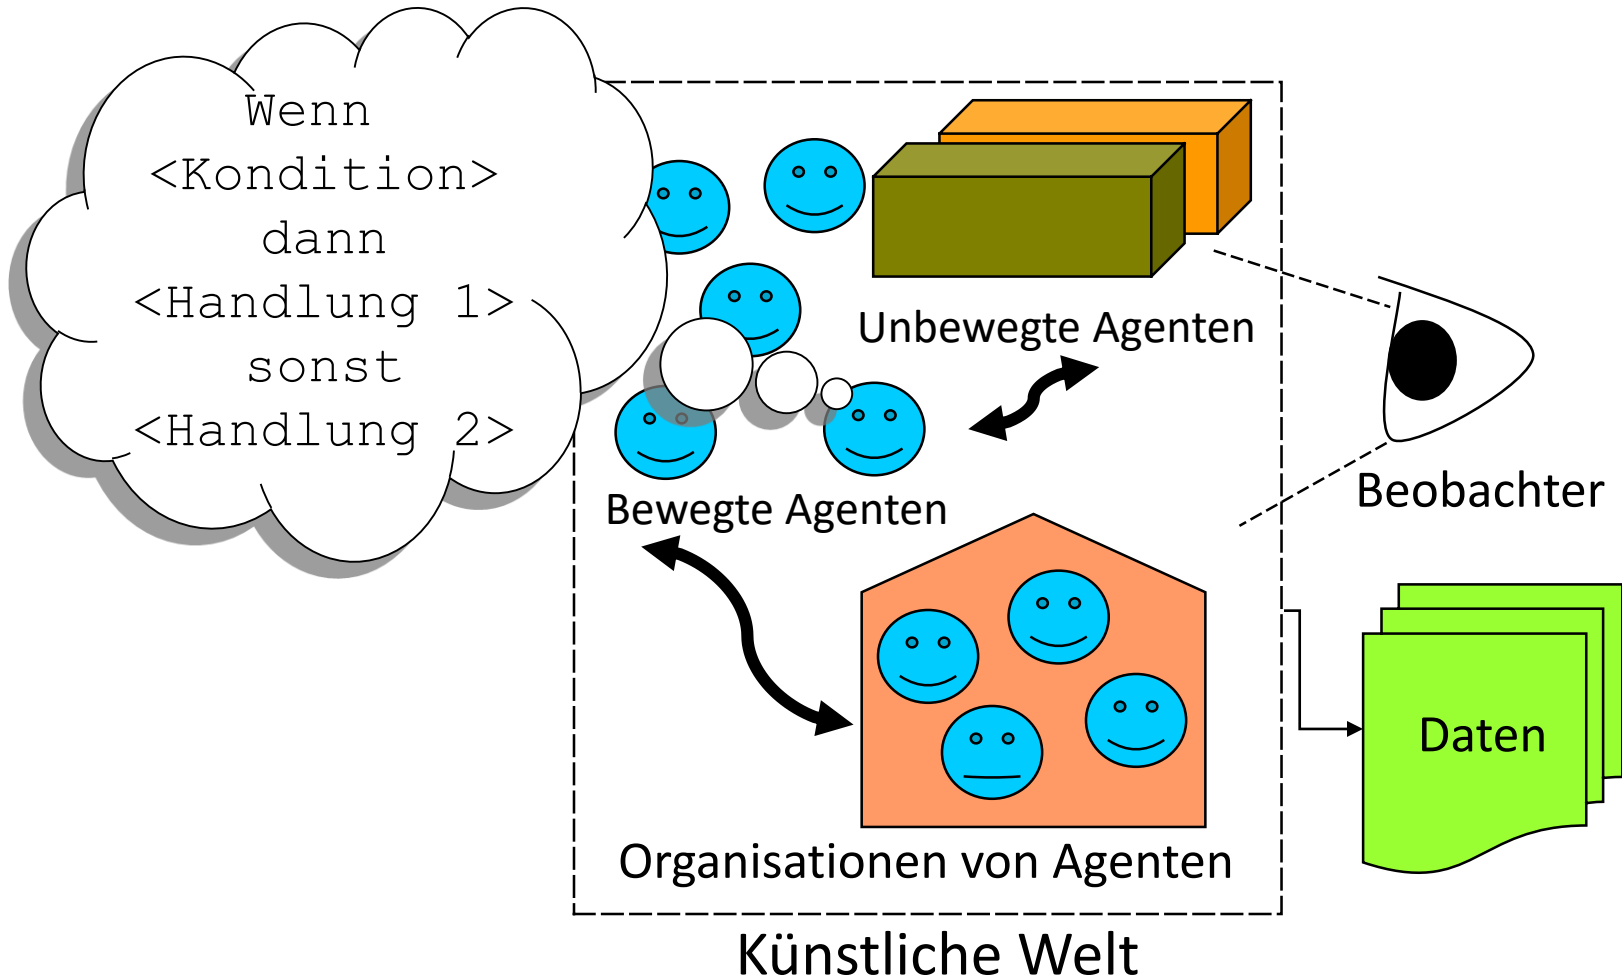 Wenn
<Kondition>
dann
<Handlung 1>
sonst
<Handlung 2>
Unbewegte Agenten
Bewegte Agenten
Beobachter
Daten
Organisationen von Agenten
Künstliche Welt